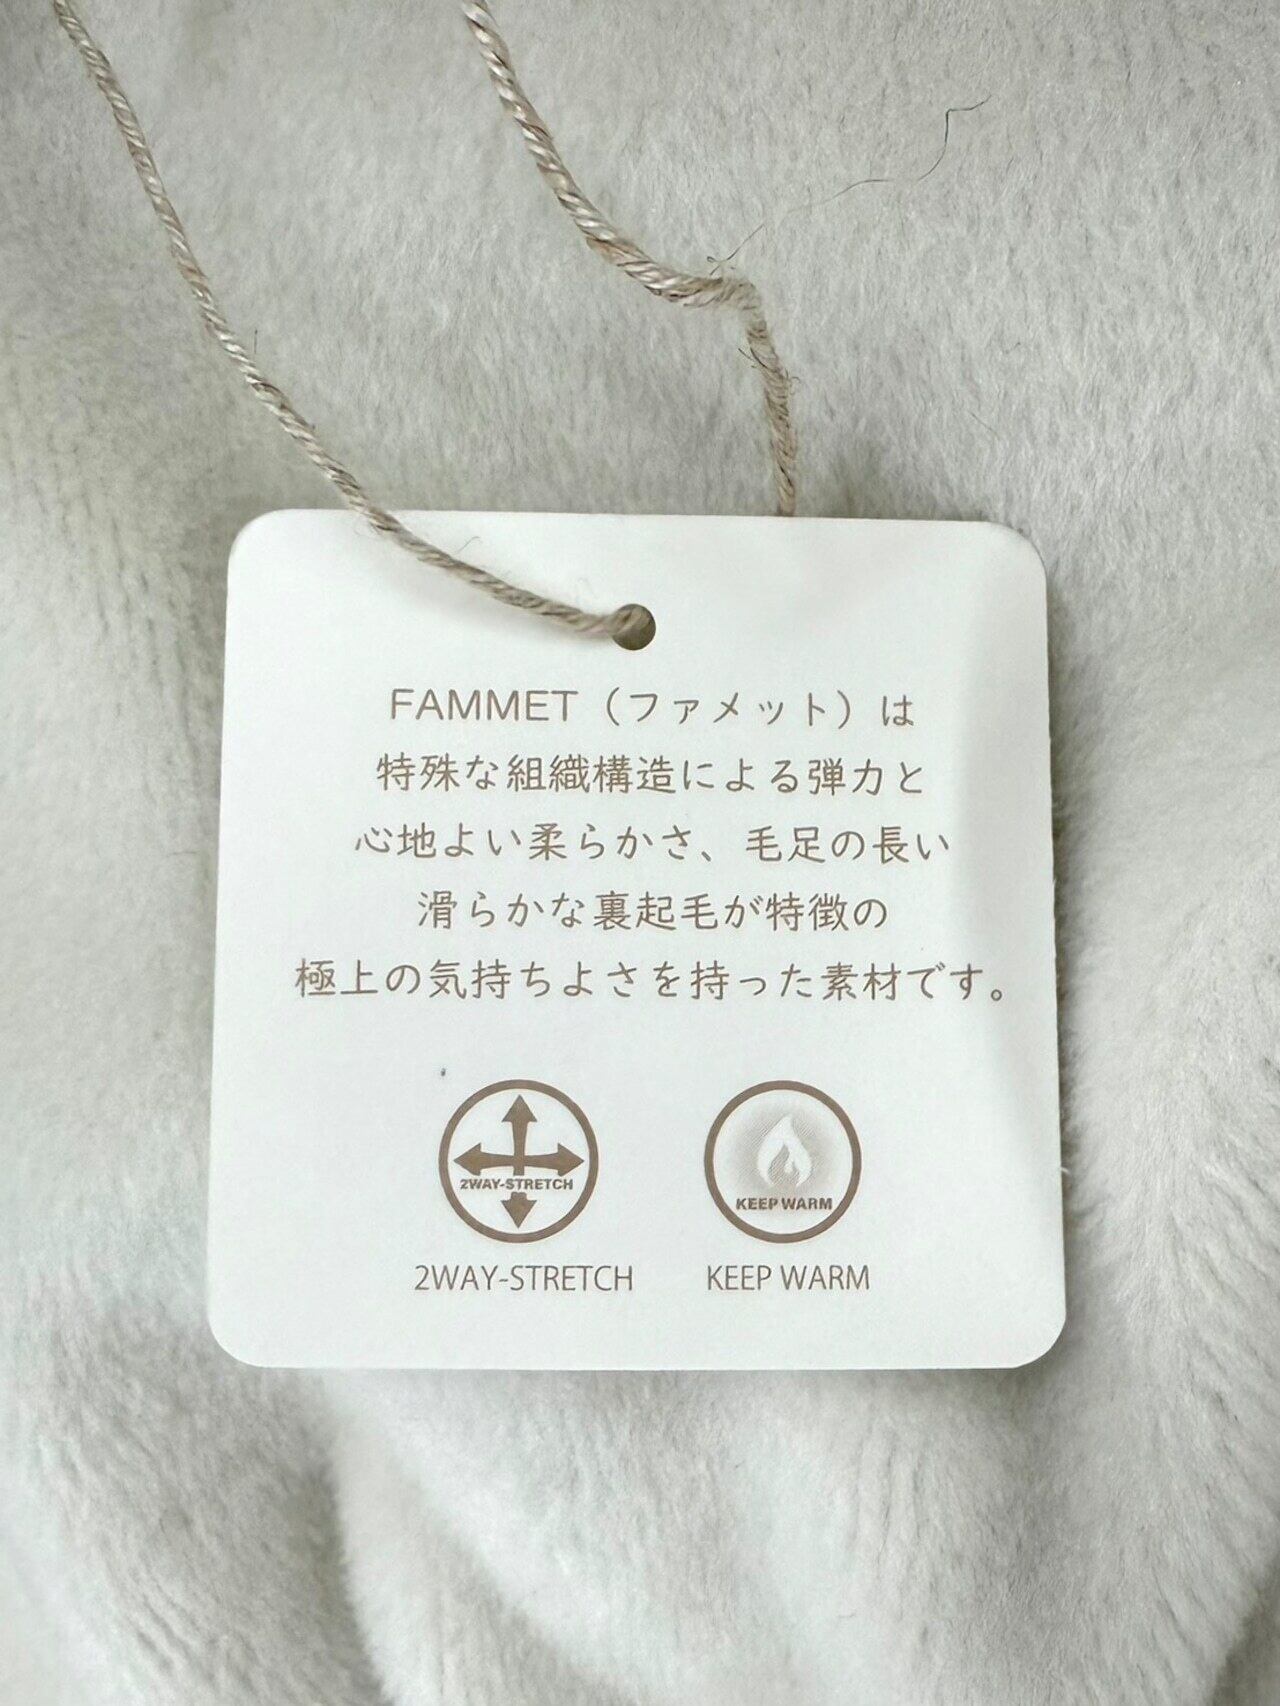 FAMMET（ファメット）は
特殊な組織構造による弾力と
心地よい柔らかさ、毛足の長い
滑らかな裏起毛が特徴の
極上の気持ちよさを持った素材です。
2WAY-STRETCH
KEEP WARM
2WAY-STRETCH
KEEP WARM